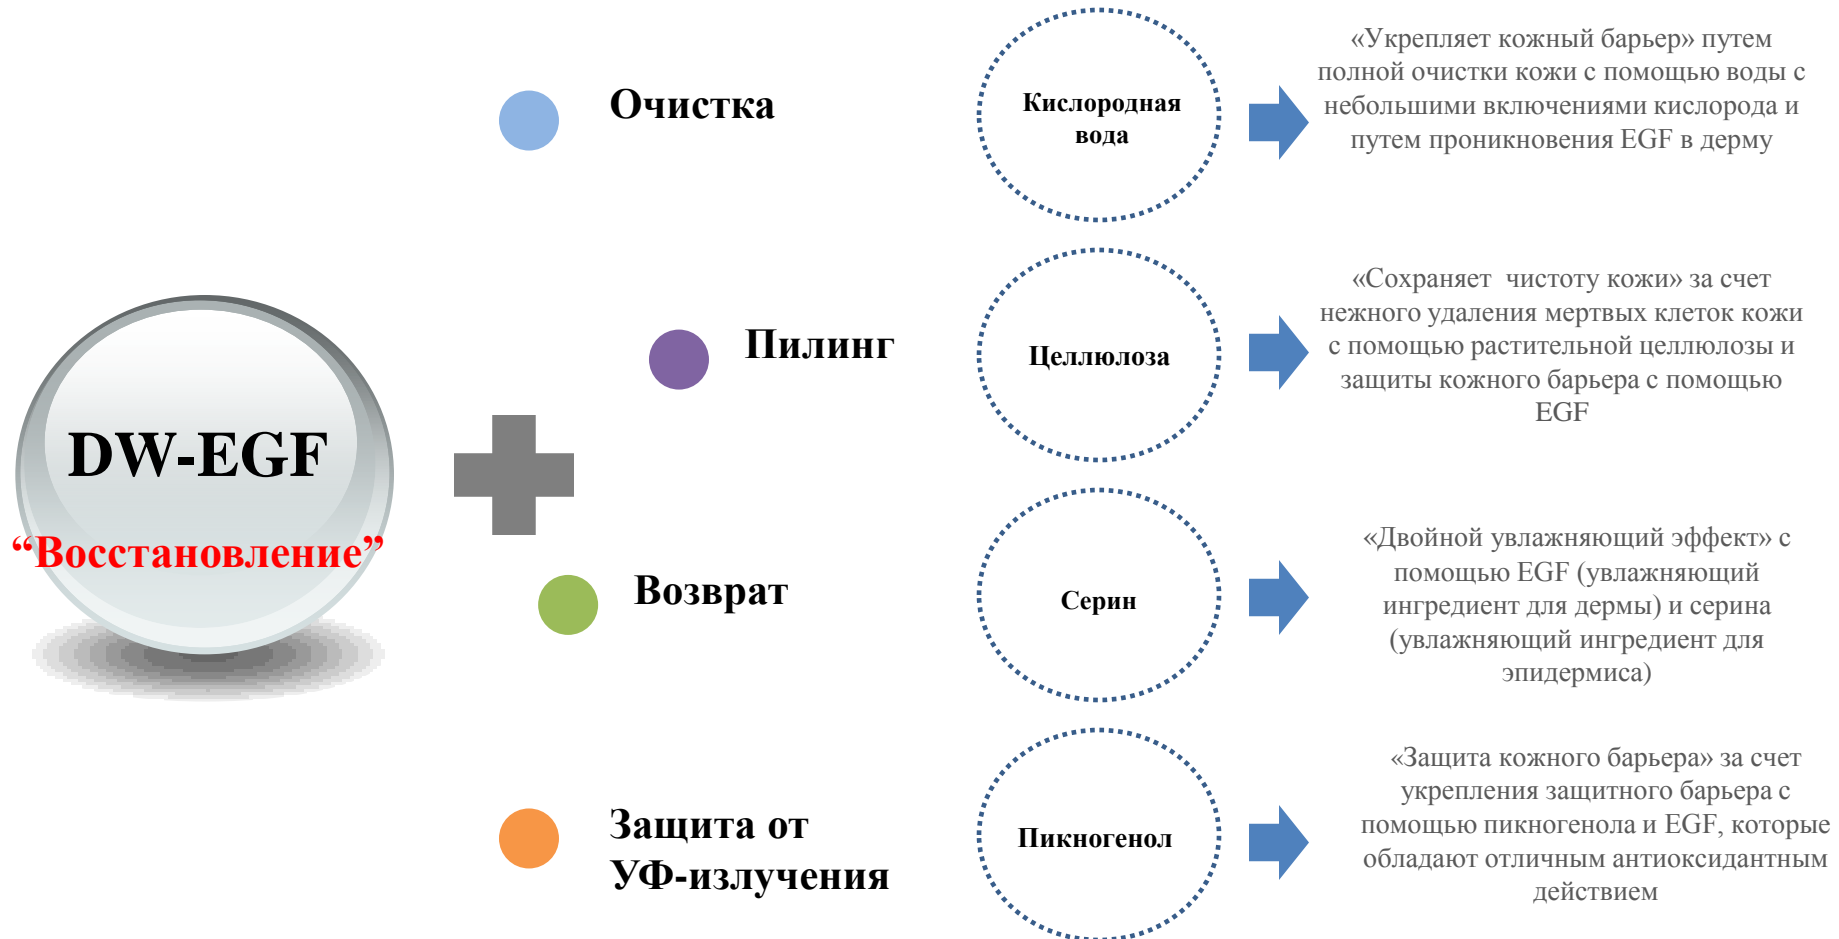 DW-EGF
“Восстановление”
Очистка
Кислородная
вода
«Укрепляет кожный барьер» путем
полной очистки кожи с помощью воды с
небольшими включениями кислорода и
путем проникновения EGF в дерму
Пилинг
Целлюлоза
«Сохраняет чистоту кожи» за счет
нежного удаления мертвых клеток кожи
с помощью растительной целлюлозы и
защиты кожного барьера с помощью
EGF
Возврат
Серин
«Двойной увлажняющий эффект» с
помощью EGF (увлажняющий
ингредиент для дермы) и серина
(увлажняющий ингредиент для
эпидермиса)
Защита от
УФ-излучения
Пикногенол
«Защита кожного барьера» за счет
укрепления защитного барьера с
помощью пикногенола и EGF, которые
обладают отличным антиоксидантным
действием